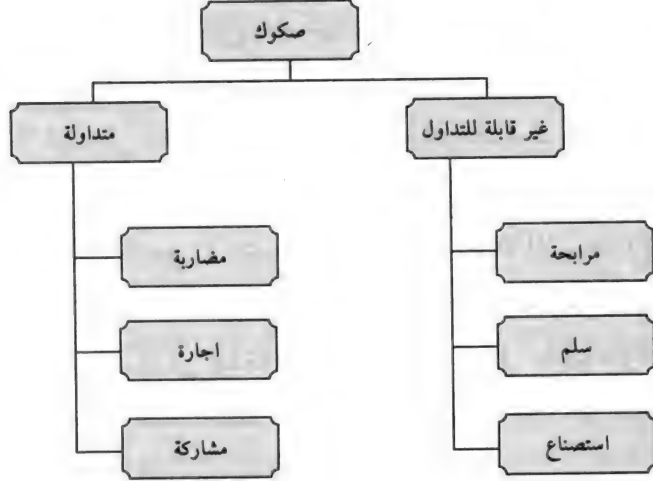 صكوك
غير قابلة للتداول
متداولة
مرابحة
سلم
استصناع
مضاربة
اجارة
مشاركة